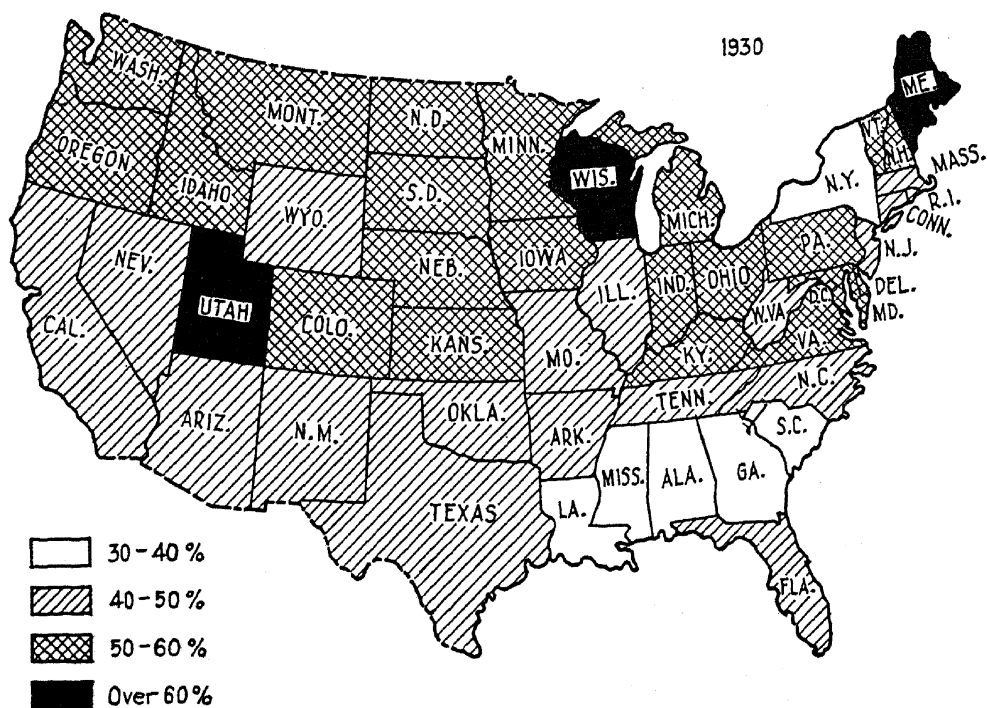 1930
WASH.
MONT.
N.D.
MINN.
ME.
OREGON
IDAHO
S.D.
WIS.
VT.
N.H.
MASS.
N.Y.
R.I.
CONN.
WYO.
MICH.
NEV.
NEB.
IOWA
PA.
N.J.
UTAH
COLO.
ILL.
IND.
OHIO
D.C.
DEL.
MD.
CAL.
KANS.
MO.
W.VA
VA.
KY.
ARIZ.
N.M.
OKLA.
ARK.
TENN.
N.C.
S.C.
TEXAS
LA.
MISS.
ALA.
GA.
FLA.
30-40%
40-50%
50-60%
Over 60%